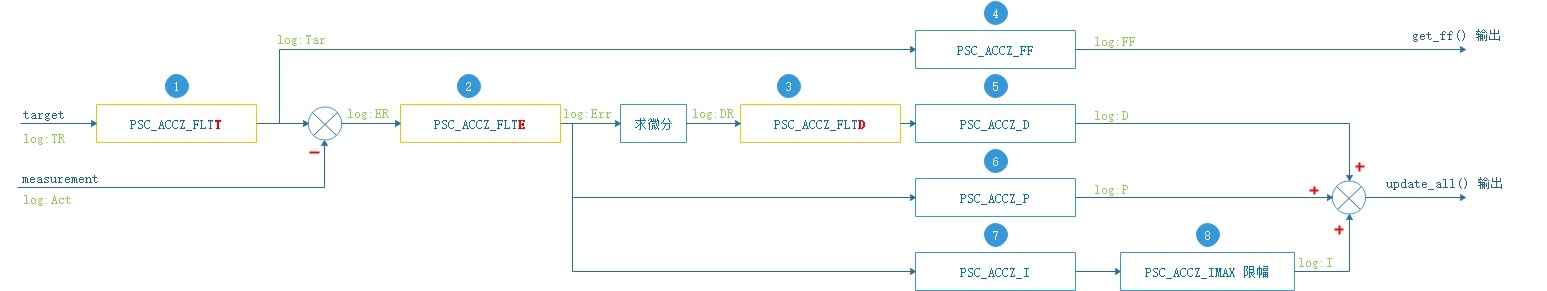 4
log:Tar
PSC_ACCZ_FF
log:FF
get_ff() 输出
1
2
3
5
target
log:TR
PSC_ACCZ_FLTT
log:ER
PSC_ACCZ_FLTE
log:Err
求微分
log:DR
PSC_ACCZ_FLTD
PSC_ACCZ_D
log:D
−
measurement
log:Act
6
PSC_ACCZ_P
log:P
+
+
+
update_all() 输出
7
8
PSC_ACCZ_I
PSC_ACCZ_IMAX 限幅
log:I